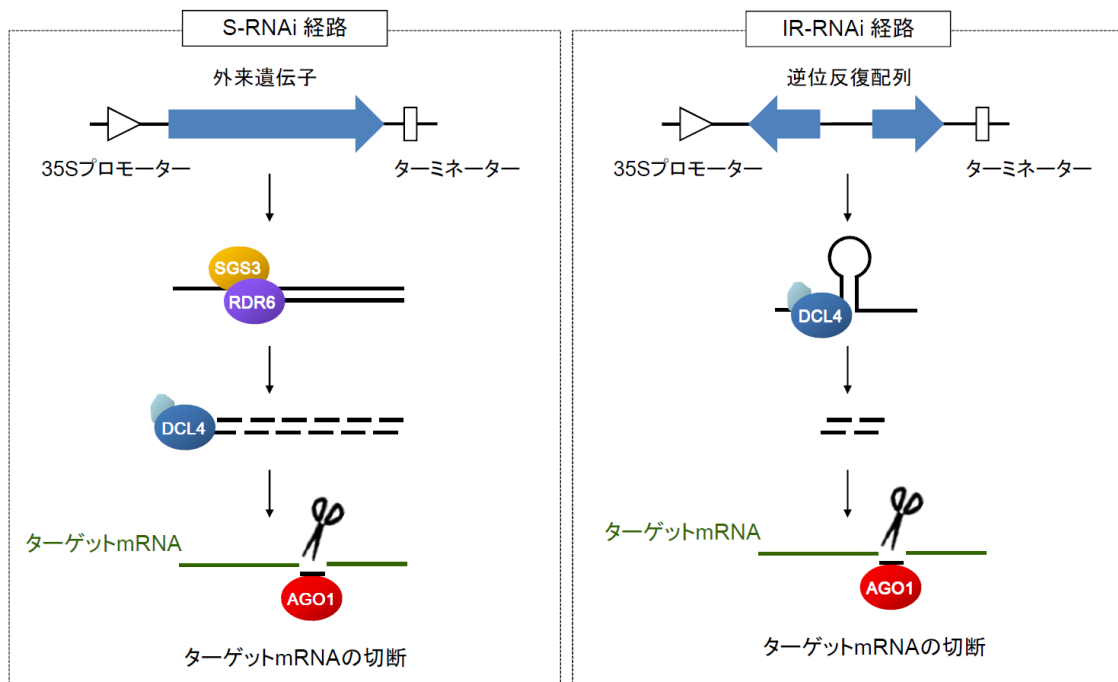 S-RNAi 経路
外来遺伝子
35Sプロモーター
ターミネーター
SGS3
RDR6
DCL4
ターゲットmRNA
AGO1
ターゲットmRNAの切断
IR-RNAi 経路
逆位反復配列
35Sプロモーター
ターミネーター
DCL4
ターゲットmRNA
AGO1
ターゲットmRNAの切断